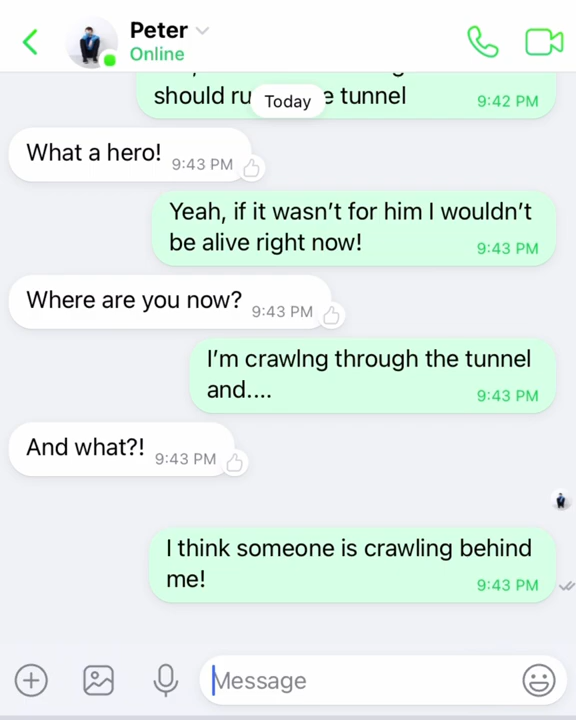 Peter
Online
should ru
e tunnel
9:42 PM
Today
What a hero!
9:43 PM
Yeah, if it wasn’t for him I wouldn’t
be alive right now!
9:43 PM
Where are you now?
9:43 PM
I’m crawlng through the tunnel
and....
9:43 PM
And what?!
9:43 PM
I think someone is crawling behind
me!
9:43 PM
Message